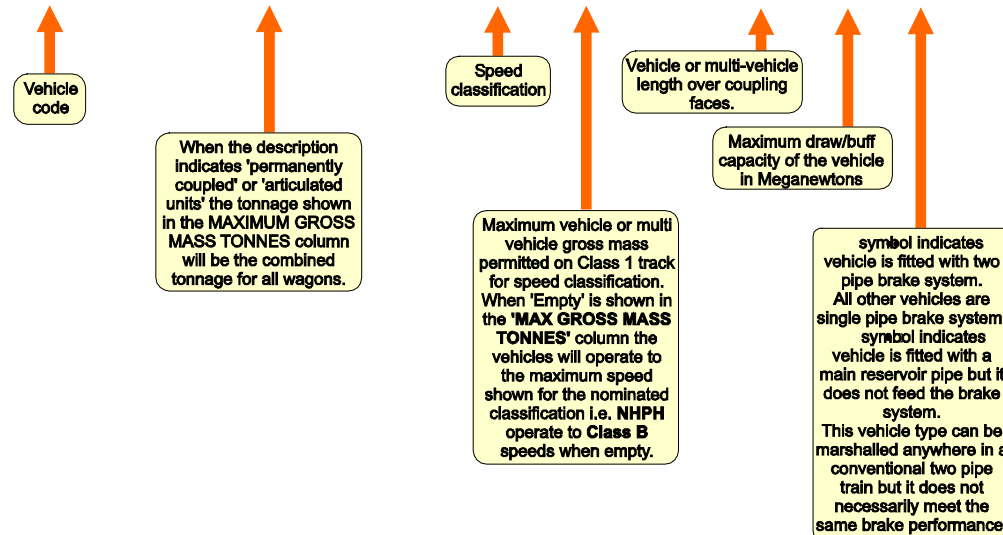 Vehicle
code
When the description
indicates 'permanently
coupled' or 'articulated
units' the tonnage shown
in the MAXIMUM GROSS
MASS TONNES column
will be the combined
tonnage for all wagons.
Speed
classification
Maximum vehicle or multi
vehicle gross mass
permitted on Class 1 track
for speed classification.
When 'Empty' is shown in
the 'MAX GROSS MASS
TONNES' column the
vehicles will operate to
the maximum speed
shown for the nominated
classification i.e. NHPH
operate to Class B
speeds when empty.
Vehicle or multi-vehicle
length over coupling
faces.
Maximum draw/buff
capacity of the vehicle
in Meganewtons
symbol indicates
vehicle is fitted with two
pipe brake system.
All other vehicles are
single pipe brake system
symbol indicates
vehicle is fitted with a
main reservoir pipe but it
does not feed the brake
system.
This vehicle type can be
marshalled anywhere in a
conventional two pipe
train but it does not
necessarily meet the
same brake performance